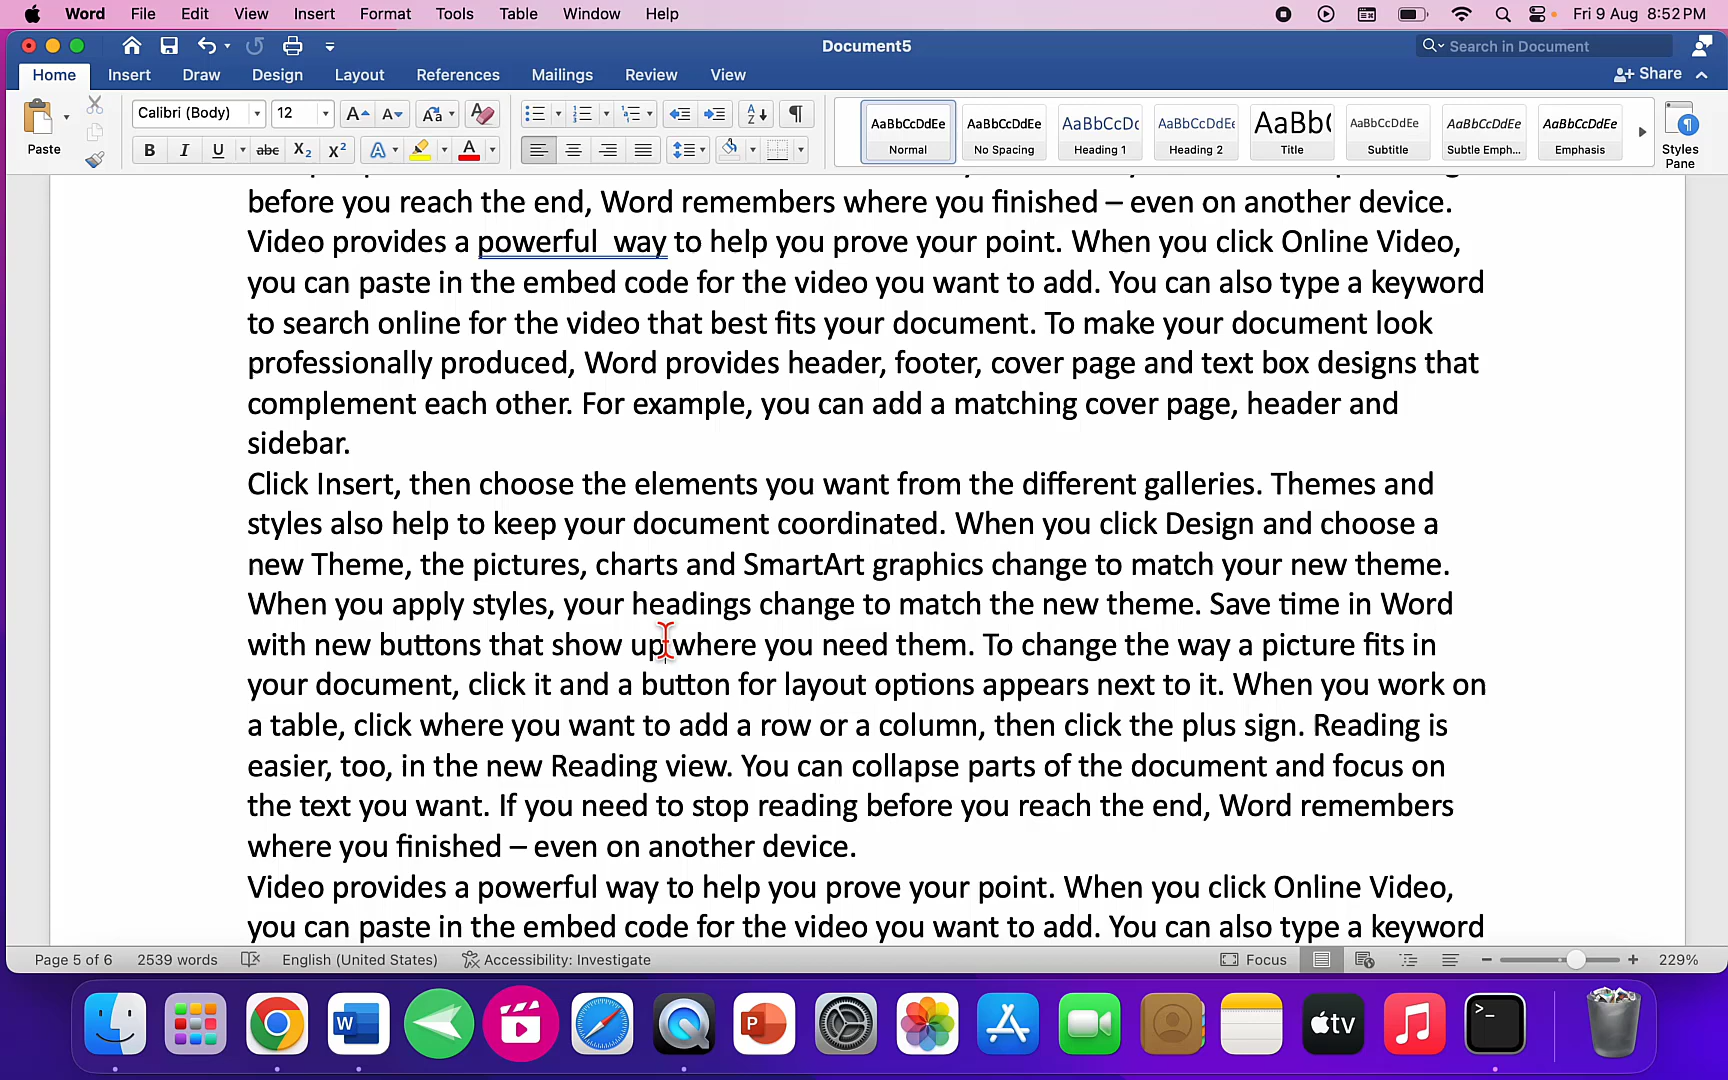 Word File Edit View Insert Format Tools Table Window Help Fri 9 Aug 8:52 PM
Document5 Search in Document
Home Insert Draw Design Layout References Mailings Review View Share
Paste Calibri (Body) 12 Aa A
B I U abc X2 X2 A A
AaBbCcDdEe AaBbCcDdEe AaBbCcDc AaBbCcDdEe AaBb( AaBbCcDdEe AaBbCcDdEe AaBbCcDdEe
Normal No Spacing Heading 1 Heading 2 Title Subtitle Subtle Emph... Emphasis Styles
Pane
before you reach the end, Word remembers where you finished – even on another device.
Video provides a powerful  way to help you prove your point. When you click Online Video,
you can paste in the embed code for the video you want to add. You can also type a keyword
to search online for the video that best fits your document. To make your document look
professionally produced, Word provides header, footer, cover page and text box designs that
complement each other. For example, you can add a matching cover page, header and
sidebar.
Click Insert, then choose the elements you want from the different galleries. Themes and
styles also help to keep your document coordinated. When you click Design and choose a
new Theme, the pictures, charts and SmartArt graphics change to match your new theme.
When you apply styles, your headings change to match the new theme. Save time in Word
with new buttons that show up where you need them. To change the way a picture fits in
your document, click it and a button for layout options appears next to it. When you work on
a table, click where you want to add a row or a column, then click the plus sign. Reading is
easier, too, in the new Reading view. You can collapse parts of the document and focus on
the text you want. If you need to stop reading before you reach the end, Word remembers
where you finished – even on another device.
Video provides a powerful way to help you prove your point. When you click Online Video,
you can paste in the embed code for the video you want to add. You can also type a keyword
Page 5 of 6 2539 words English (United States) Accessibility: Investigate Focus 229%
W P tv >_